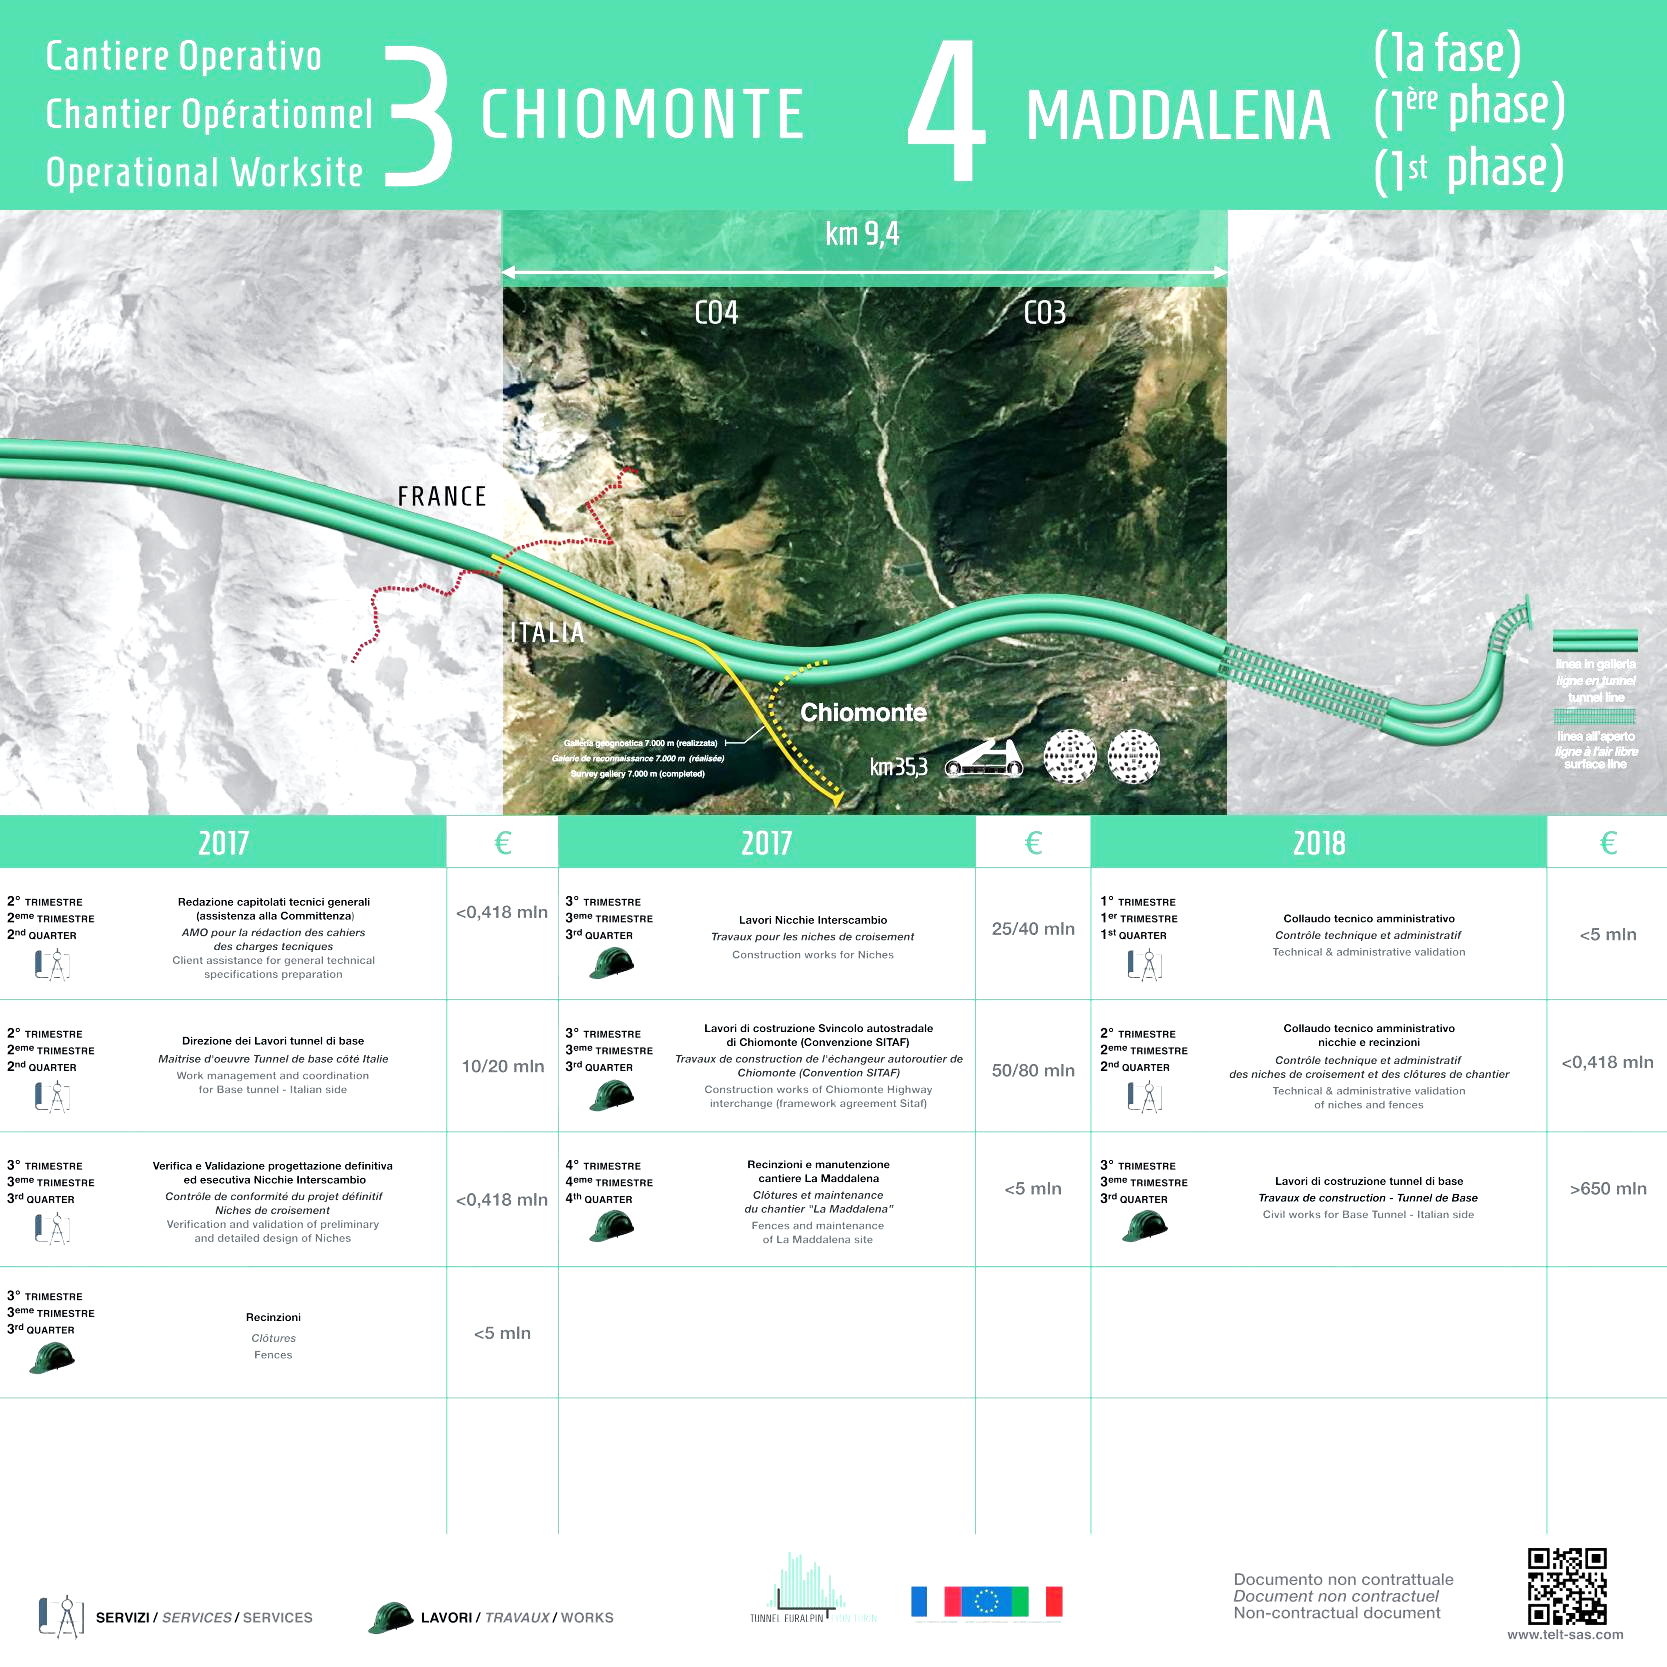 Cantiere Operativo
Chantier Opérationnel
Operational Worksite
3 CHIOMONTE
4 MADDALENA
(1a fase)
(1ère phase)
(1st phase)
km 9,4
CO4
CO3
FRANCE
ITALIA
Chiomonte
Galleria geognostica 7.000 m (realizzata)
Galerie de reconnaissance 7.000 m (réalisée)
Survey gallery 7.000 m (completed)
km35,3
linea in galleria
ligne en tunnel
tunnel line
linea all'aperto
ligne à l'air libre
surface line
2017
€
2017
€
2018
€
2° TRIMESTRE
2eme TRIMESTRE
2nd QUARTER
Redazione capitolati tecnici generali
(assistenza alla Committenza)
AMO pour la rédaction des cahiers
des charges tecniques
Client assistance for general technical
specifications preparation
<0,418 mln
3° TRIMESTRE
3eme TRIMESTRE
3rd QUARTER
Lavori Nicchie Interscambio
Travaux pour les niches de croisement
Construction works for Niches
25/40 mln
1° TRIMESTRE
1er TRIMESTRE
1st QUARTER
Collaudo tecnico amministrativo
Contrôle technique et administratif
Technical & administrative validation
<5 mln
2° TRIMESTRE
2eme TRIMESTRE
2nd QUARTER
Direzione dei Lavori tunnel di base
Maitrise d'oeuvre Tunnel de base côté Italie
Work management and coordination
for Base tunnel - Italian side
10/20 mln
3° TRIMESTRE
3eme TRIMESTRE
3rd QUARTER
Lavori di costruzione Svincolo autostradale
di Chiomonte (Convenzione SITAF)
Travaux de construction de l'échangeur autoroutier de
Chiomonte (Convention SITAF)
Construction works of Chiomonte Highway
interchange (framework agreement Sitaf)
50/80 mln
2° TRIMESTRE
2eme TRIMESTRE
2nd QUARTER
Collaudo tecnico amministrativo
nicchie e recinzioni
Contrôle technique et administratif
des niches de croisement et des clôtures de chantier
Technical & administrative validation
of niches and fences
<0,418 mln
3° TRIMESTRE
3eme TRIMESTRE
3rd QUARTER
Verifica e Validazione progettazione definitiva
ed esecutiva Nicchie Interscambio
Contrôle de conformité du projet définitif
Niches de croisement
Verification and validation of preliminary
and detailed design of Niches
<0,418 mln
4° TRIMESTRE
4eme TRIMESTRE
4th QUARTER
Recinzioni e manutenzione
cantiere La Maddalena
Clôtures et maintenance
du chantier "La Maddalena"
Fences and maintenance
of La Maddalena site
<5 mln
3° TRIMESTRE
3eme TRIMESTRE
3rd QUARTER
Lavori di costruzione tunnel di base
Travaux de construction - Tunnel de Base
Civil works for Base Tunnel - Italian side
>650 mln
3° TRIMESTRE
3eme TRIMESTRE
3rd QUARTER
Recinzioni
Clôtures
Fences
<5 mln
SERVIZI / SERVICES / SERVICES
LAVORI / TRAVAUX / WORKS
TUNNEL EURALPIN LYON TURIN
Documento non contrattuale
Document non contractuel
Non-contractual document
www.telt-sas.com